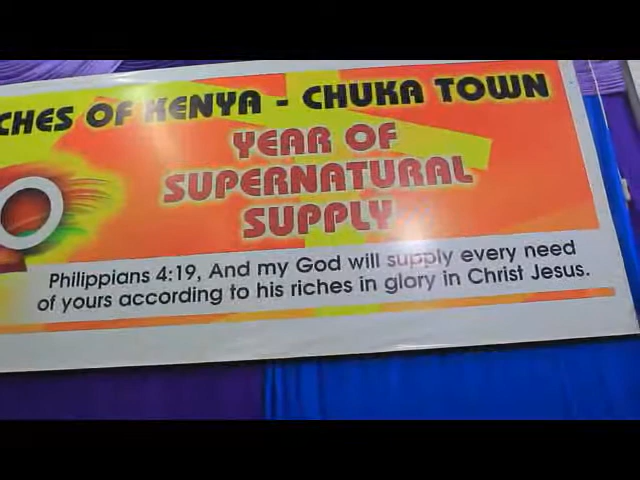 OF KENYA - CHUKA TOWN
YEAR OF
SUPERNATURAL
SUPPLY
Philippians 4:19, And my God will supply every need
of yours according to his riches in glory in Christ Jesus.